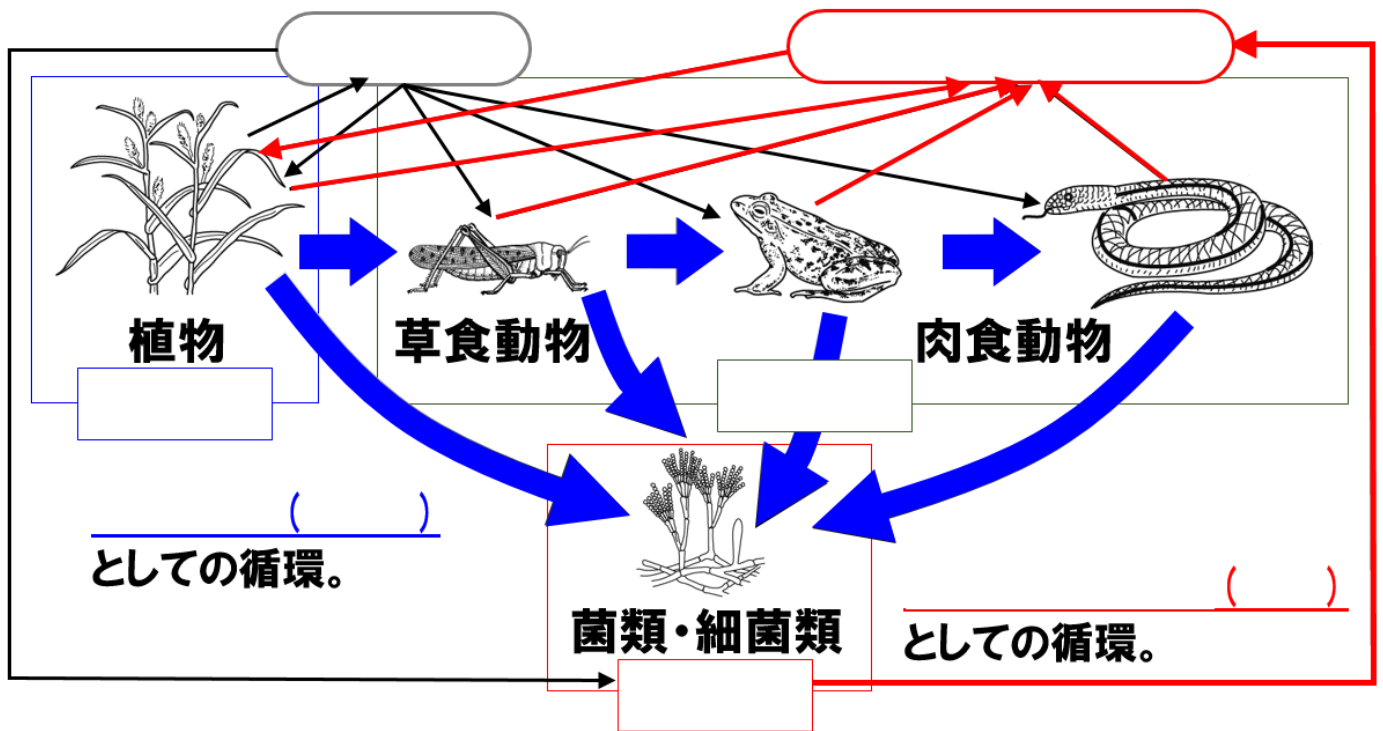 植物
草食動物
肉食動物
( )
としての循環。
菌類・細菌類
( )
としての循環。